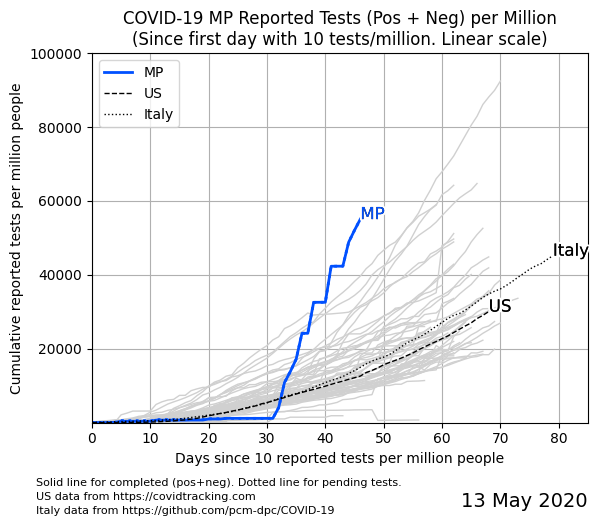 COVID-19 MP Reported Tests (Pos + Neg) per Million
(Since first day with 10 tests/million. Linear scale)
Cumulative reported tests per million people
100000
80000
60000
40000
20000
MP
US
Italy
MP
Italy
US
0 10 20 30 40 50 60 70 80
Days since 10 reported tests per million people
Solid line for completed (pos+neg). Dotted line for pending tests.
US data from https://covidtracking.com
Italy data from https://github.com/pcm-dpc/COVID-19
13 May 2020